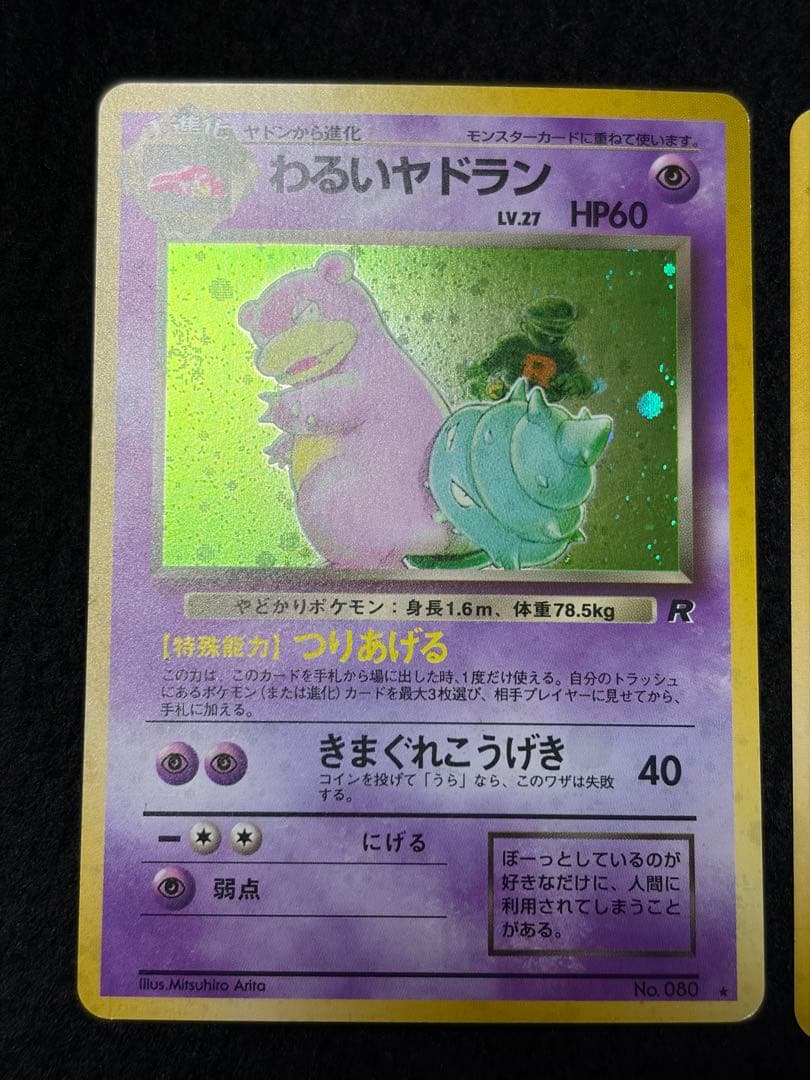 進化
ヤドンから進化
モンスターカードに重ねて使います。
わるいヤドラン
LV.27 HP60
R
やどかりポケモン：身長1.6m、体重78.5kg
R
【特殊能力】つりあげる
この力は、このカードを手札から場に出した時、1度だけ使える。自分のトラッシュ
にあるポケモン（または進化）カードを最大3枚選び、相手プレイヤーに見せてから、
手札に加える。
きまぐれこうげき
40
コインを投げて「うら」なら、このワザは失敗
する。
にげる
弱点
ぼーっとしているのが
好きなだけに、人間に
利用されてしまうこと
がある。
Illus.Mitsuhiro Arita
No. 080